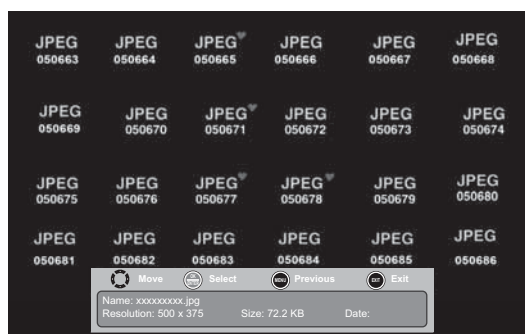 JPEG JPEG JPEG JPEG JPEG JPEG
050663 050664 050665 050666 050667 050668
JPEG JPEG JPEG JPEG JPEG JPEG
050669 050670 050671 050672 050673 050674
JPEG JPEG JPEG JPEG JPEG JPEG
050675 050676 050677 050678 050679 050680
JPEG JPEG JPEG JPEG JPEG JPEG
050681 050682 050683 050684 050685 050686
Move Select MENU Previous EXIT Exit
Name: xxxxxxxxx.jpg
Resolution: 500 x 375 Size: 72.2 KB Date: